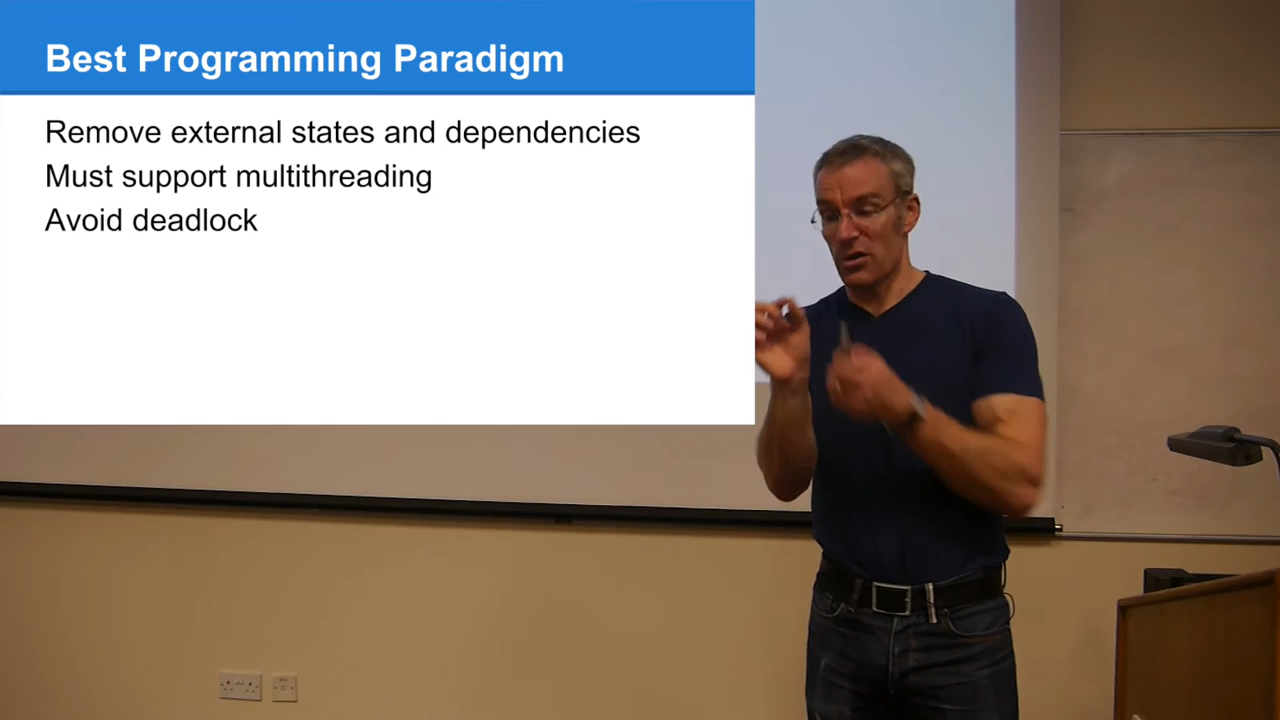 Best Programming Paradigm
Remove external states and dependencies
Must support multithreading
Avoid deadlock